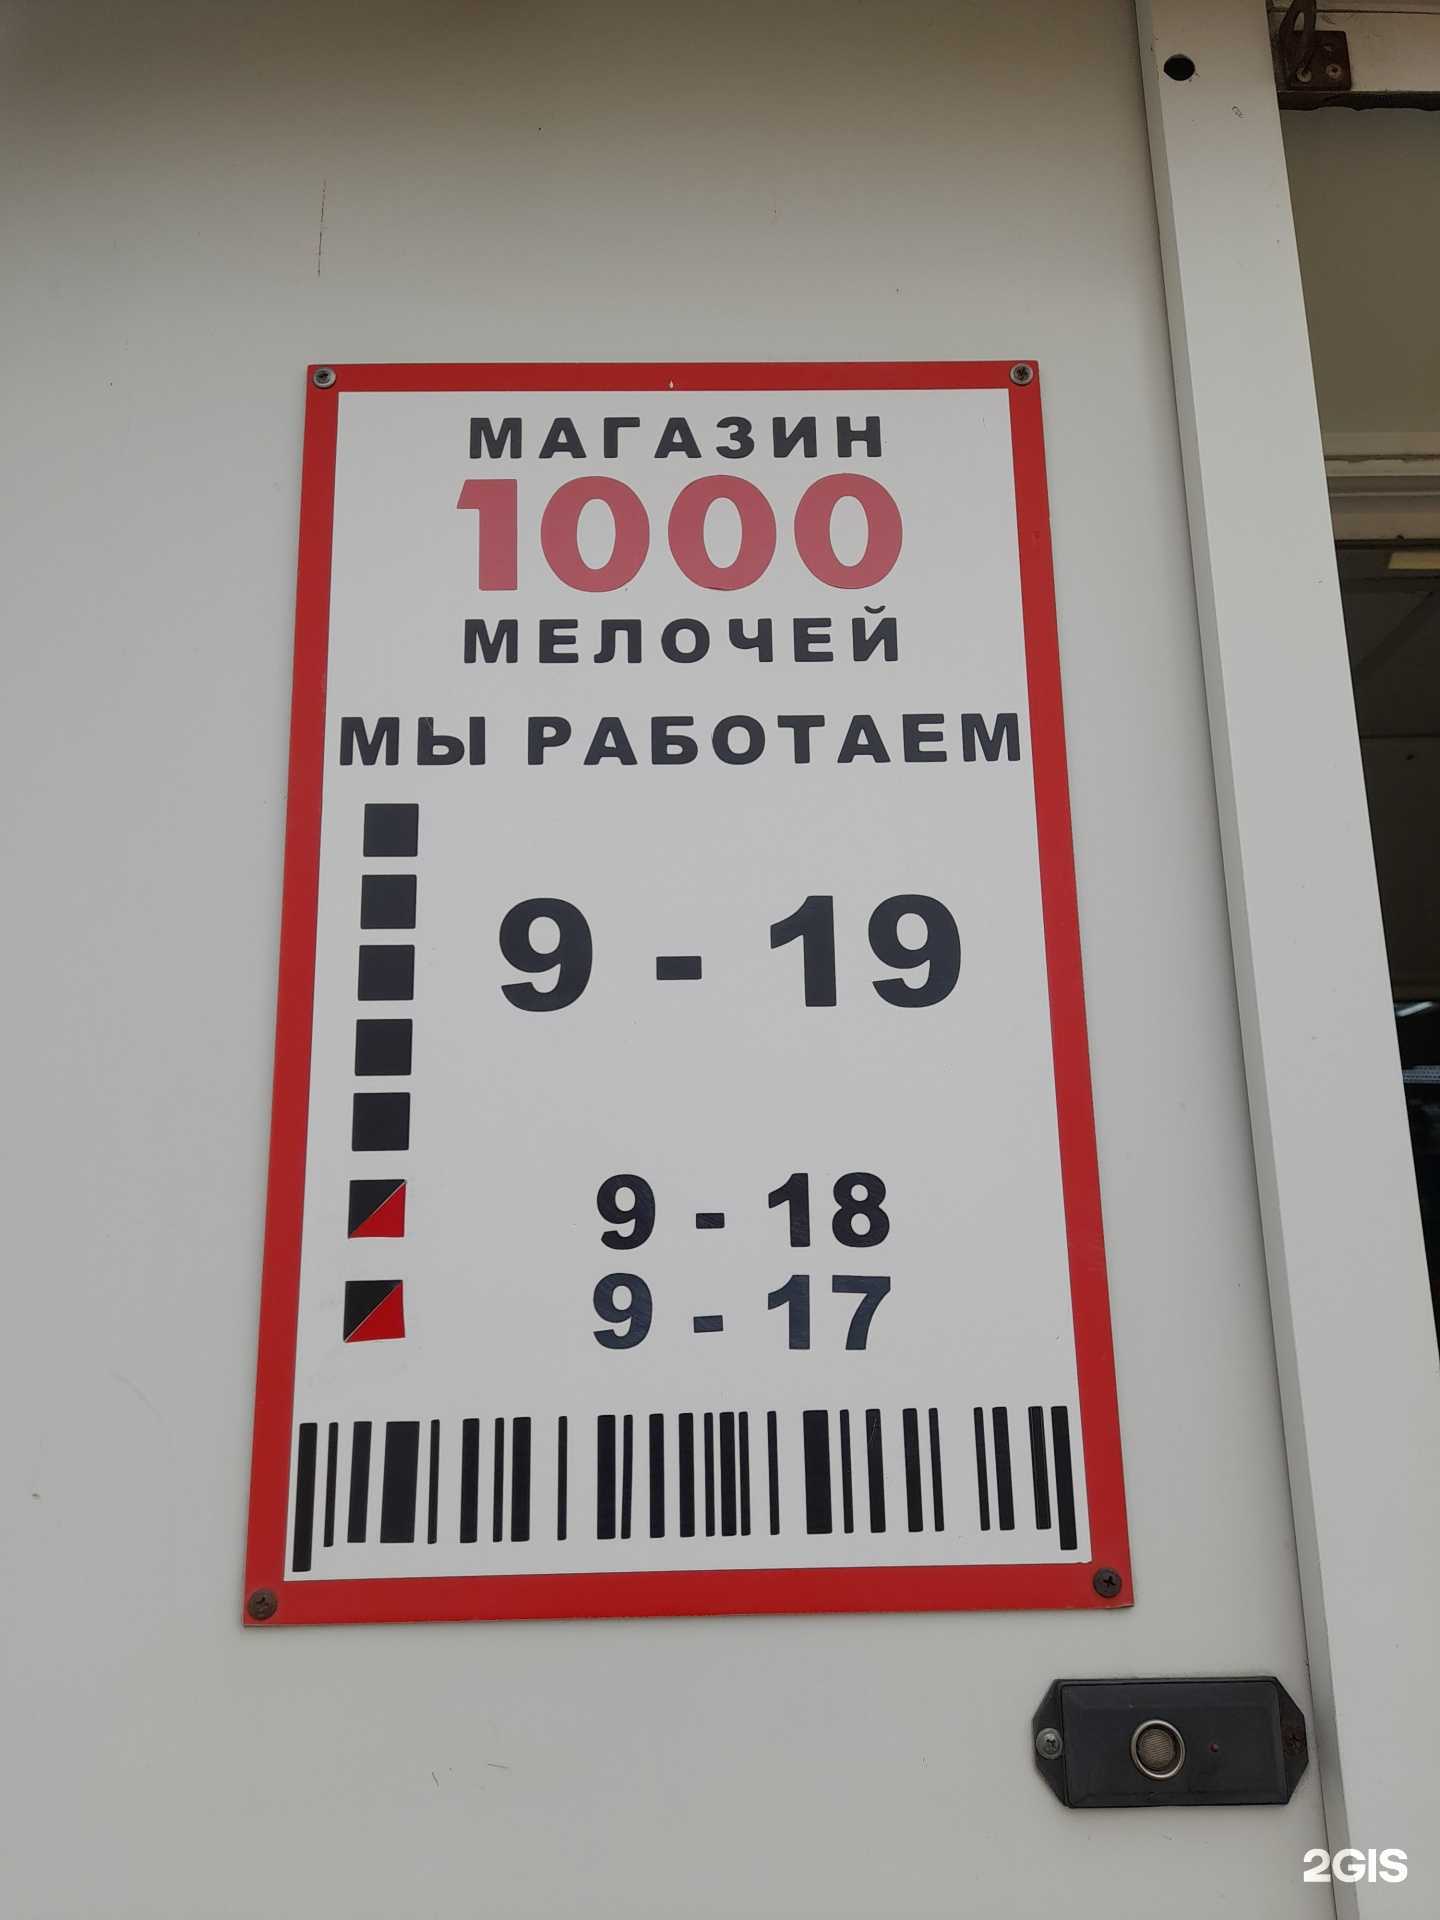 МАГАЗИН
1000
МЕЛОЧЕЙ
МЫ РАБОТАЕМ
9 - 19
9 - 18
9 - 17
2GIS